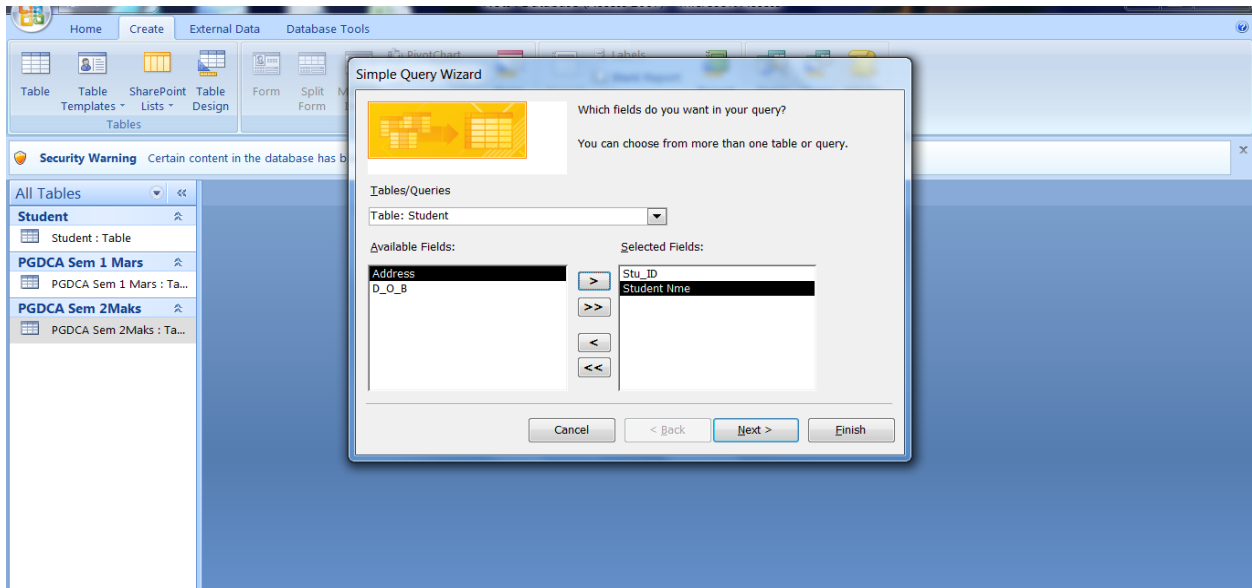 Home Create External Data Database Tools
PivotChart
Labels
Table
Table Templates
SharePoint Lists
Table Design
Form
Split Form
Tables
Security Warning Certain content in the database has b
All Tables
Student
Student : Table
PGDCA Sem 1 Mars
PGDCA Sem 1 Mars : Ta...
PGDCA Sem 2Maks
PGDCA Sem 2Maks : Ta...
Simple Query Wizard
Which fields do you want in your query?
You can choose from more than one table or query.
Tables/Queries
Table: Student
Available Fields:
Address
D_O_B
>
>>
<
<<
Selected Fields:
Stu_ID
Student Nme
Cancel < Back Next > Finish